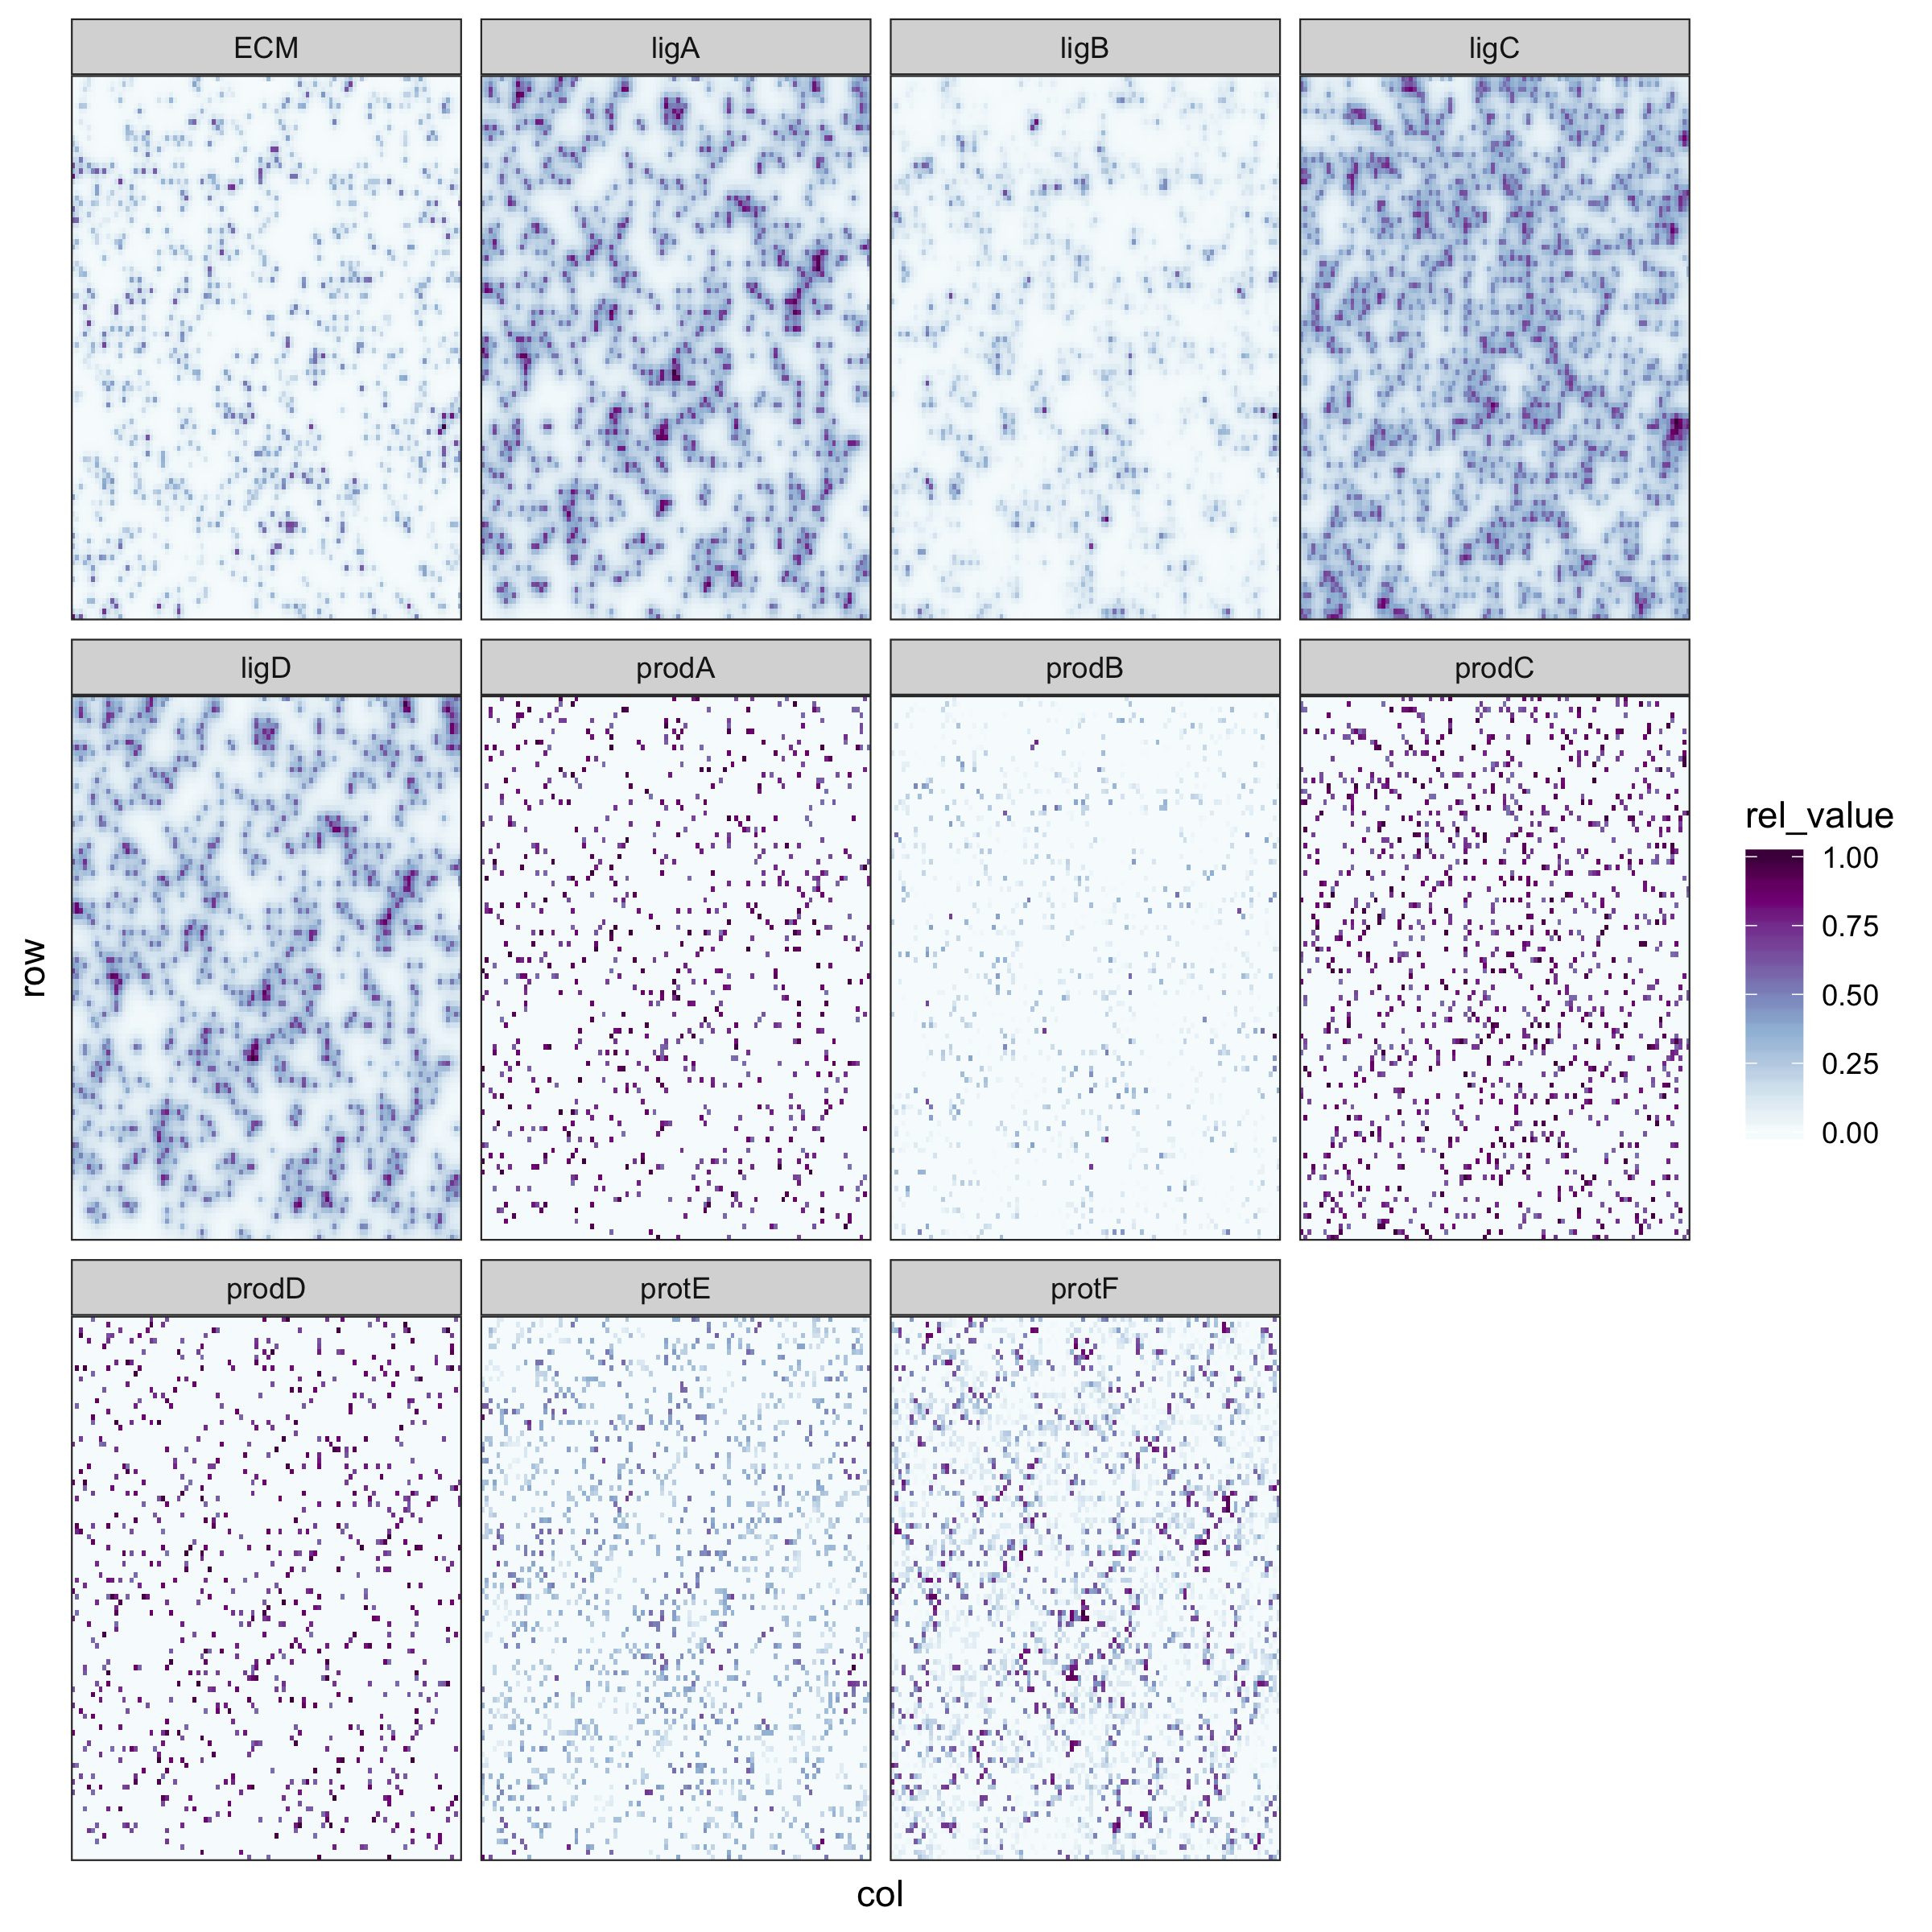 ECM
ligA
ligB
ligC
ligD
prodA
prodB
prodC
prodD
protE
protF
row
col
rel_value
1.00
0.75
0.50
0.25
0.00